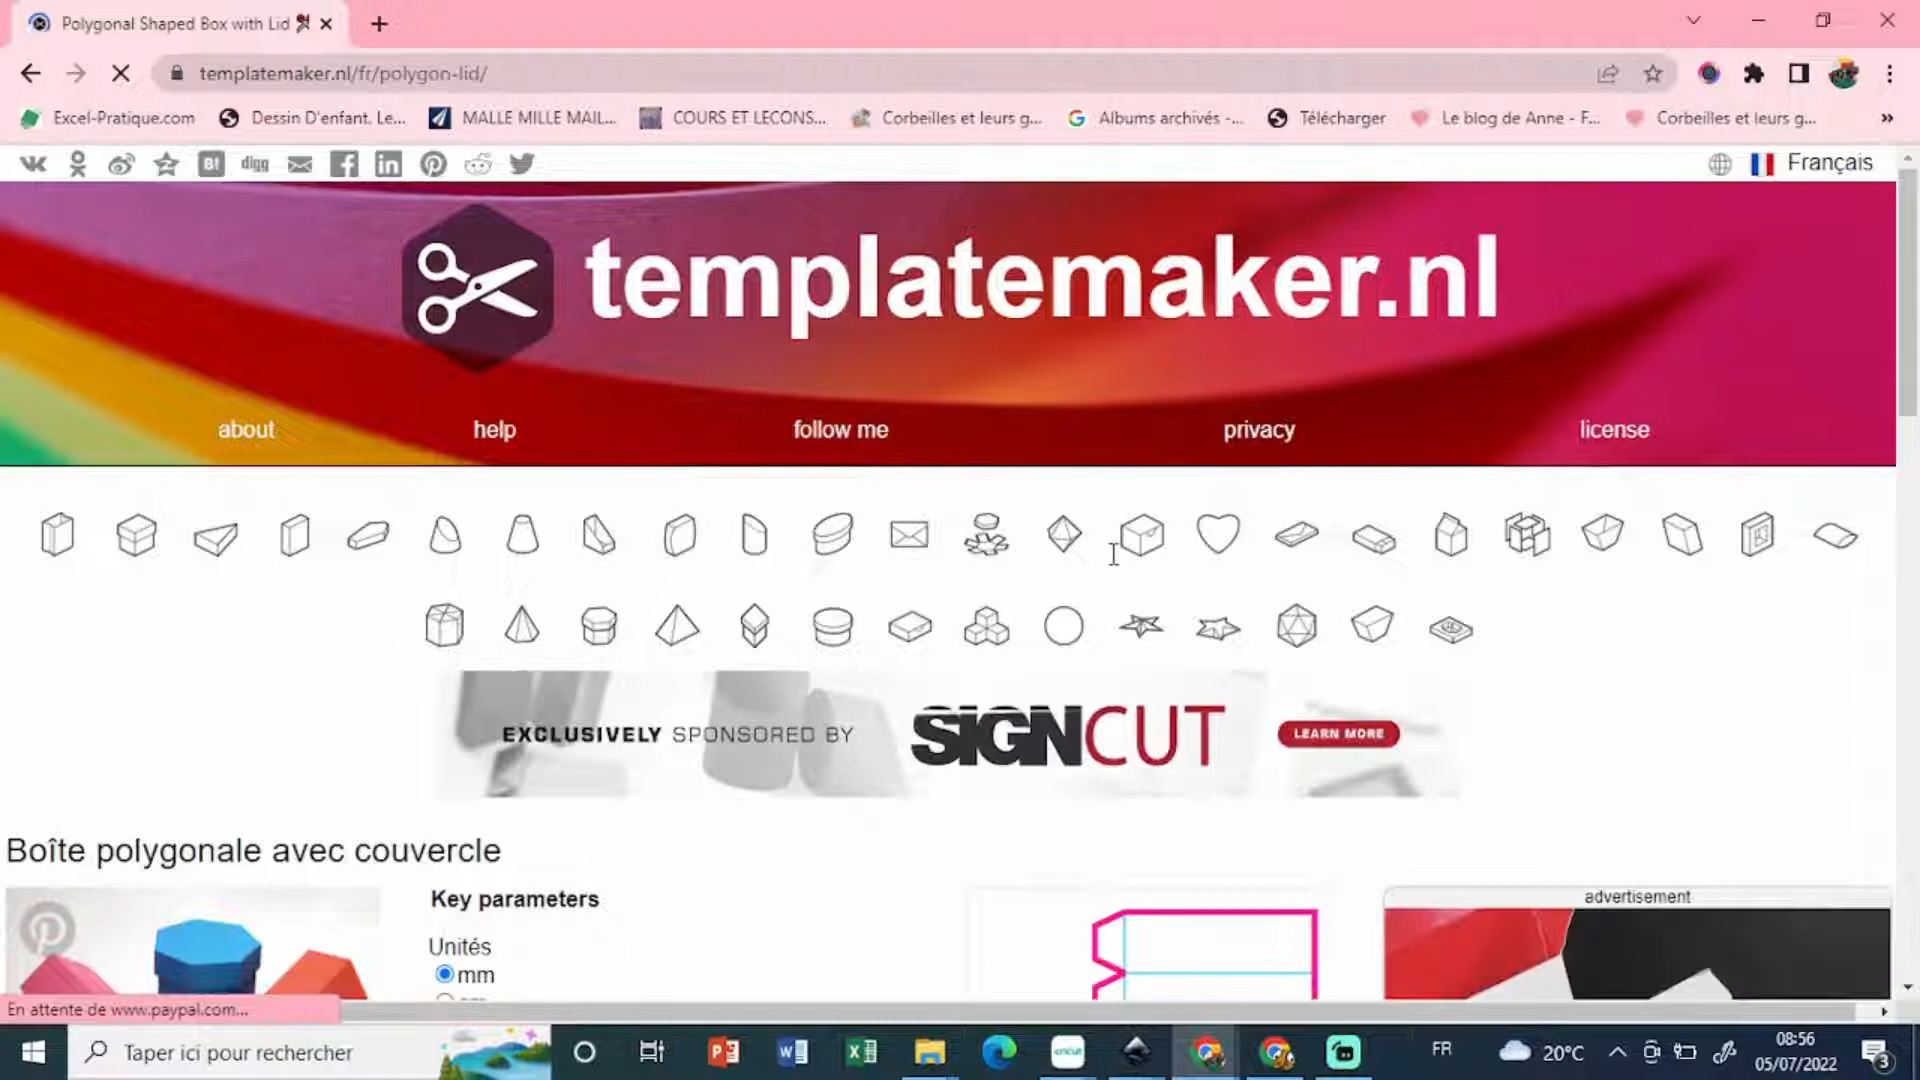 Polygonal Shaped Box with Lid
templatemaker.nl/fr/polygon-lid/
Excel-Pratique.com
Dessin D'enfant. Le...
MALLE MILLE MAIL...
COURS ET LECONS...
Corbeilles et leurs g...
Albums archivés -...
Télécharger
Le blog de Anne - F...
Corbeilles et leurs g...
»
B!
digg
Français
templatemaker.nl
about
help
follow me
privacy
license
EXCLUSIVELY SPONSORED BY
SIGNCUT
LEARN MORE
Boîte polygonale avec couvercle
Key parameters
advertisement
Unités
mm
En attente de www.paypal.com...
Taper ici pour rechercher
cricut
FR
20°C
08:56
05/07/2022
3